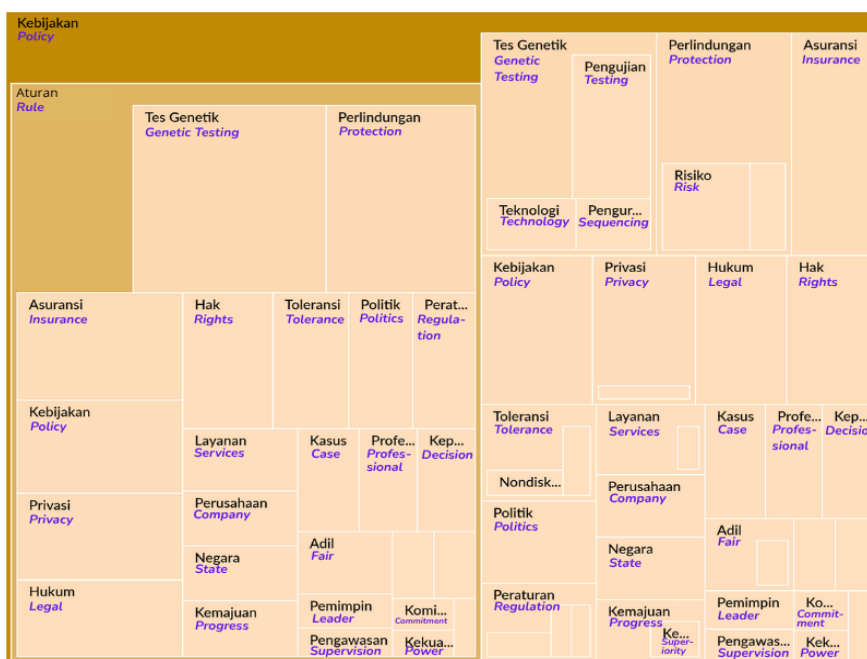 Kebijakan
Policy
Aturan
Rule
Tes Genetik
Genetic Testing
Perlindungan
Protection
Asuransi
Insurance
Hak
Rights
Toleransi
Tolerance
Politik
Politics
Perat...
Regula-
tion
Kebijakan
Policy
Privasi
Privacy
Hukum
Legal
Layanan
Services
Perusahaan
Company
Negara
State
Kemajuan
Progress
Kasus
Case
Profe...
Profes-
sional
Kep...
Decision
Adil
Fair
Pemimpin
Leader
Komi...
Commitment
Pengawasan
Supervision
Kekua...
Power
Tes Genetik
Genetic
Testing
Pengujian
Testing
Teknologi
Technology
Pengur...
Sequencing
Perlindungan
Protection
Risiko
Risk
Asuransi
Insurance
Kebijakan
Policy
Privasi
Privacy
Hukum
Legal
Hak
Rights
Toleransi
Tolerance
Nondisk...
Politik
Politics
Peraturan
Regulation
Layanan
Services
Perusahaan
Company
Negara
State
Kemajuan
Progress
Ke...
Super-
iority
Kasus
Case
Profe...
Profes-
sional
Kep...
Decision
Adil
Fair
Pemimpin
Leader
Ko...
Commit-
ment
Pengawas...
Supervision
Kek...
Power